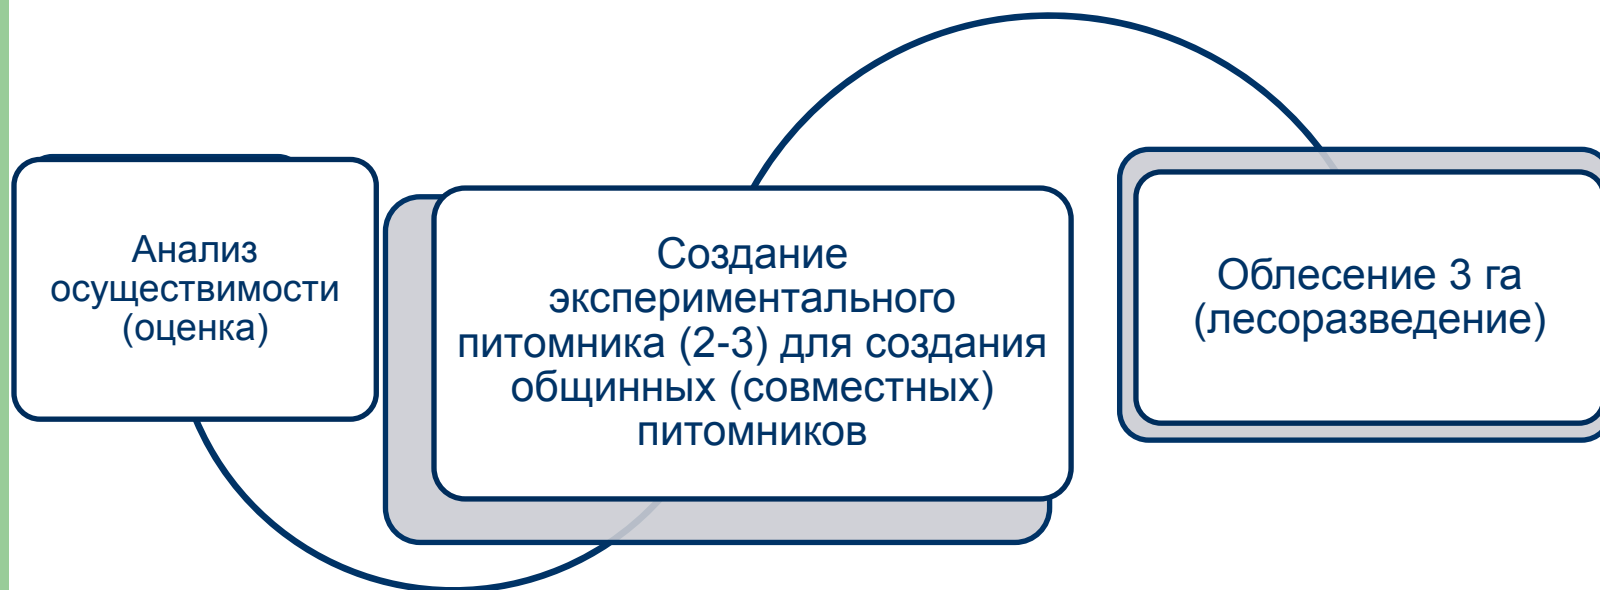 Анализ
осуществимости
(оценка)
Создание
экспериментального
питомника (2-3) для создания
общинных (совместных)
питомников
Облесение 3 га
(лесоразведение)